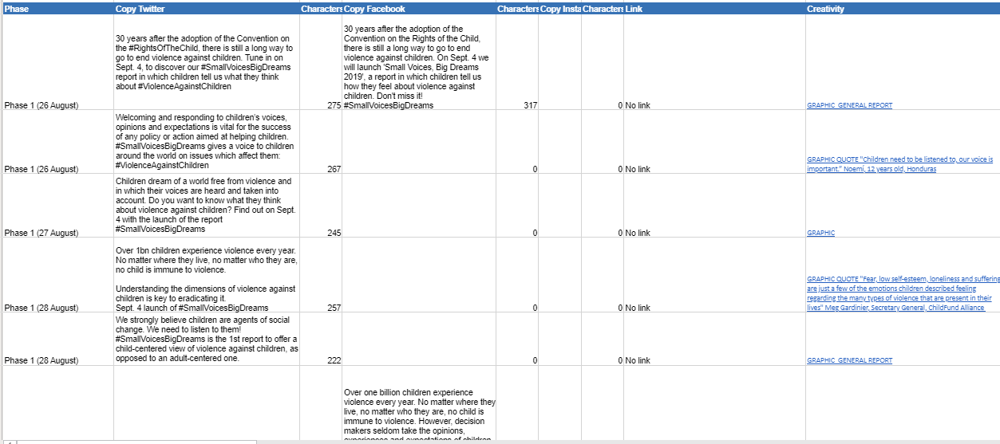 Phase Copy Twitter Characters Copy Facebook Characters Copy Insta Characters Link Creativity
30 years after the adoption of the Convention on
the #RightsOfTheChild, there is still a long way to
go to end violence against children. Tune in on
Sept. 4, to discover our #SmallVoicesBigDreams
report in which children tell us what they think
about #ViolenceAgainstChildren
30 years after the adoption of the
Convention on the Rights of the Child,
there is still a long way to go to end
violence against children. On Sept. 4 we
will launch 'Small Voices, Big Dreams
2019', a report in which children tell us
how they feel about violence against
children. Don't miss it!
#SmallVoicesBigDreams
Phase 1 (26 August) 275 317 0 No link GRAPHIC GENERAL REPORT
Welcoming and responding to children's voices,
opinions and expectations is vital for the success
of any policy or action aimed at helping children.
#SmallVoicesBigDreams gives a voice to children
around the world on issues which affect them:
#ViolenceAgainstChildren
Phase 1 (26 August) 267 0 0 No link
GRAPHIC QUOTE "Children need to be listened to, our voice is
important." Noemí, 12 years old, Honduras
Children dream of a world free from violence and
in which their voices are heard and taken into
account. Do you want to know what they think
about violence against children? Find out on Sept.
4 with the launch of the report
#SmallVoicesBigDreams
Phase 1 (27 August) 245 0 0 No link GRAPHIC
Over 1bn children experience violence every year.
No matter where they live, no matter who they are,
no child is immune to violence.
Understanding the dimensions of violence against
children is key to eradicating it.
Sept. 4 launch of #SmallVoicesBigDreams
Phase 1 (28 August) 257 0 0 No link
GRAPHIC QUOTE "Fear, low self-esteem, loneliness and suffering
are just a few of the emotions children described feeling
regarding the many types of violence that are present in their
lives" Meg Gardinier, Secretary General, ChildFund Alliance
We strongly believe children are agents of social
change. We need to listen to them!
#SmallVoicesBigDreams is the 1st report to offer a
child-centered view of violence against children, as
opposed to an adult-centered one.
Phase 1 (28 August) 222 0 0 No link GRAPHIC GENERAL REPORT
Over one billion children experience
violence every year. No matter where they
live, no matter who they are, no child is
immune to violence. However, decision
makers seldom take the opinions,
experiences and expectations of children